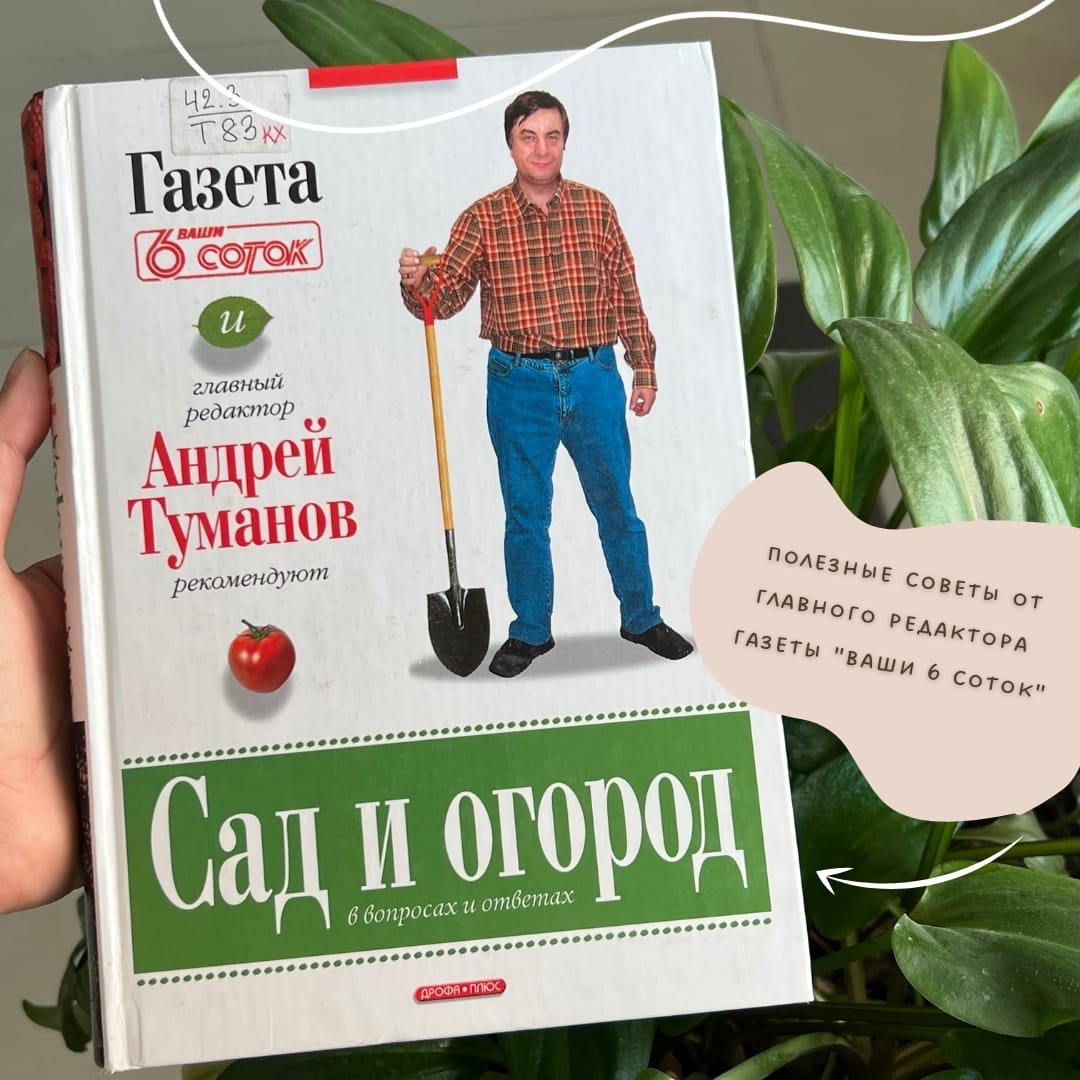 42.3
Т83 кх
Газета
ВАШИ
6 СОТОК
и
главный
редактор
Андрей
Туманов
рекомендуют
Сад и огород
в вопросах и ответах
ДРОФА•ПЛЮС
ПОЛЕЗНЫЕ СОВЕТЫ ОТ
ГЛАВНОГО РЕДАКТОРА
ГАЗЕТЫ "ВАШИ 6 СОТОК"